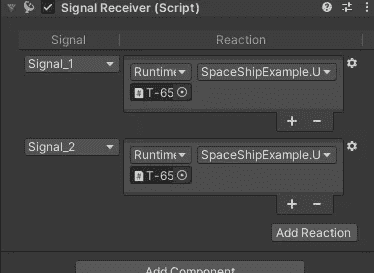 Signal Receiver (Script)
Signal Reaction
Signal_1
Runtime SpaceShipExample.U
# T-65
+ −
Signal_2
Runtime SpaceShipExample.U
# T-65
+ −
Add Reaction
Add Component